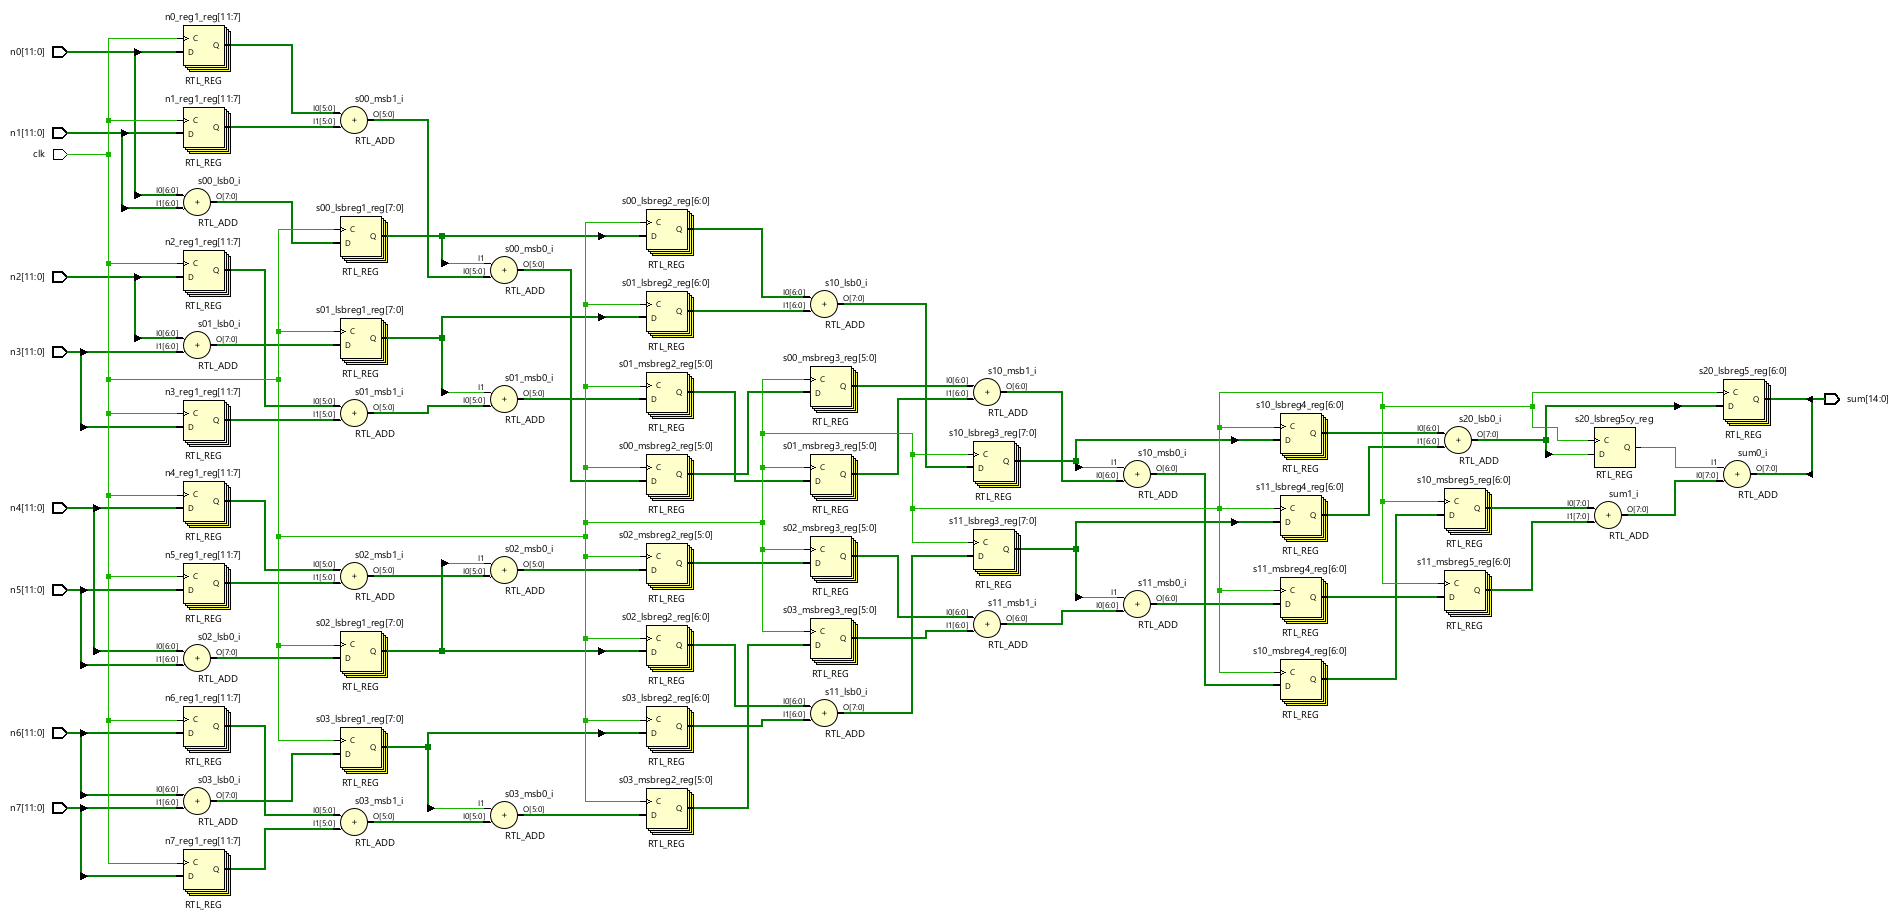 n0[11:0]
n1[11:0]
clk
n2[11:0]
n3[11:0]
n4[11:0]
n5[11:0]
n6[11:0]
n7[11:0]
n0_reg1_reg[11:7]
C
D
Q
RTL_REG
n1_reg1_reg[11:7]
C
D
Q
RTL_REG
s00_lsb0_i
I0[6:0]
I1[6:0]
+
O[7:0]
RTL_ADD
n2_reg1_reg[11:7]
C
D
Q
RTL_REG
s01_lsb0_i
I0[6:0]
I1[6:0]
+
O[7:0]
RTL_ADD
n3_reg1_reg[11:7]
C
D
Q
RTL_REG
n4_reg1_reg[11:7]
C
D
Q
RTL_REG
n5_reg1_reg[11:7]
C
D
Q
RTL_REG
s02_lsb0_i
I0[6:0]
I1[6:0]
+
O[7:0]
RTL_ADD
n6_reg1_reg[11:7]
C
D
Q
RTL_REG
s03_lsb0_i
I0[6:0]
I1[6:0]
+
O[7:0]
RTL_ADD
n7_reg1_reg[11:7]
C
D
Q
RTL_REG
s00_msb1_i
I0[5:0]
I1[5:0]
+
O[5:0]
RTL_ADD
s00_lsbreg1_reg[7:0]
C
D
Q
RTL_REG
s01_lsbreg1_reg[7:0]
C
D
Q
RTL_REG
s01_msb1_i
I0[5:0]
I1[5:0]
+
O[5:0]
RTL_ADD
s02_msb1_i
I0[5:0]
I1[5:0]
+
O[5:0]
RTL_ADD
s02_lsbreg1_reg[7:0]
C
D
Q
RTL_REG
s03_lsbreg1_reg[7:0]
C
D
Q
RTL_REG
s03_msb1_i
I0[5:0]
I1[5:0]
+
O[5:0]
RTL_ADD
s00_msb0_i
I1
I0[5:0]
+
O[5:0]
RTL_ADD
s01_msb0_i
I1
I0[5:0]
+
O[5:0]
RTL_ADD
s02_msb0_i
I1
I0[5:0]
+
O[5:0]
RTL_ADD
s03_msb0_i
I1
I0[5:0]
+
O[5:0]
RTL_ADD
s00_lsbreg2_reg[6:0]
C
D
Q
RTL_REG
s01_lsbreg2_reg[6:0]
C
D
Q
RTL_REG
s01_msbreg2_reg[5:0]
C
D
Q
RTL_REG
s00_msbreg2_reg[5:0]
C
D
Q
RTL_REG
s02_msbreg2_reg[5:0]
C
D
Q
RTL_REG
s02_lsbreg2_reg[6:0]
C
D
Q
RTL_REG
s03_lsbreg2_reg[6:0]
C
D
Q
RTL_REG
s03_msbreg2_reg[5:0]
C
D
Q
RTL_REG
s10_lsb0_i
I0[6:0]
I1[6:0]
+
O[7:0]
RTL_ADD
s00_msbreg3_reg[5:0]
C
D
Q
RTL_REG
s01_msbreg3_reg[5:0]
C
D
Q
RTL_REG
s02_msbreg3_reg[5:0]
C
D
Q
RTL_REG
s03_msbreg3_reg[5:0]
C
D
Q
RTL_REG
s11_lsb0_i
I0[6:0]
I1[6:0]
+
O[7:0]
RTL_ADD
s10_msb1_i
I0[6:0]
I1[6:0]
+
O[6:0]
RTL_ADD
s10_lsbreg3_reg[7:0]
C
D
Q
RTL_REG
s11_lsbreg3_reg[7:0]
C
D
Q
RTL_REG
s11_msb1_i
I0[6:0]
I1[6:0]
+
O[6:0]
RTL_ADD
s10_msb0_i
I1
I0[6:0]
+
O[6:0]
RTL_ADD
s11_msb0_i
I1
I0[6:0]
+
O[6:0]
RTL_ADD
s10_lsbreg4_reg[6:0]
C
D
Q
RTL_REG
s11_lsbreg4_reg[6:0]
C
D
Q
RTL_REG
s11_msbreg4_reg[6:0]
C
D
Q
RTL_REG
s10_msbreg4_reg[6:0]
C
D
Q
RTL_REG
s20_lsb0_i
I0[6:0]
I1[6:0]
+
O[7:0]
RTL_ADD
s10_msbreg5_reg[6:0]
C
D
Q
RTL_REG
s11_msbreg5_reg[6:0]
C
D
Q
RTL_REG
s20_lsbreg5cy_reg
C
D
Q
RTL_REG
sum1_i
I0[7:0]
I1[7:0]
+
O[7:0]
RTL_ADD
s20_lsbreg5_reg[6:0]
C
D
Q
RTL_REG
sum0_i
I1
I0[7:0]
+
O[7:0]
RTL_ADD
sum[14:0]